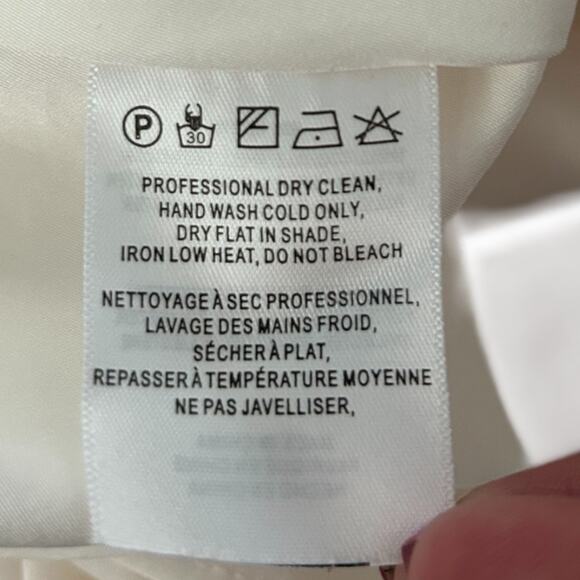 P 30
PROFESSIONAL DRY CLEAN,
HAND WASH COLD ONLY,
DRY FLAT IN SHADE,
IRON LOW HEAT, DO NOT BLEACH
NETTOYAGE À SEC PROFESSIONNEL,
LAVAGE DES MAINS FROID,
SÉCHER À PLAT,
REPASSER À TEMPÉRATURE MOYENNE
NE PAS JAVELLISER,